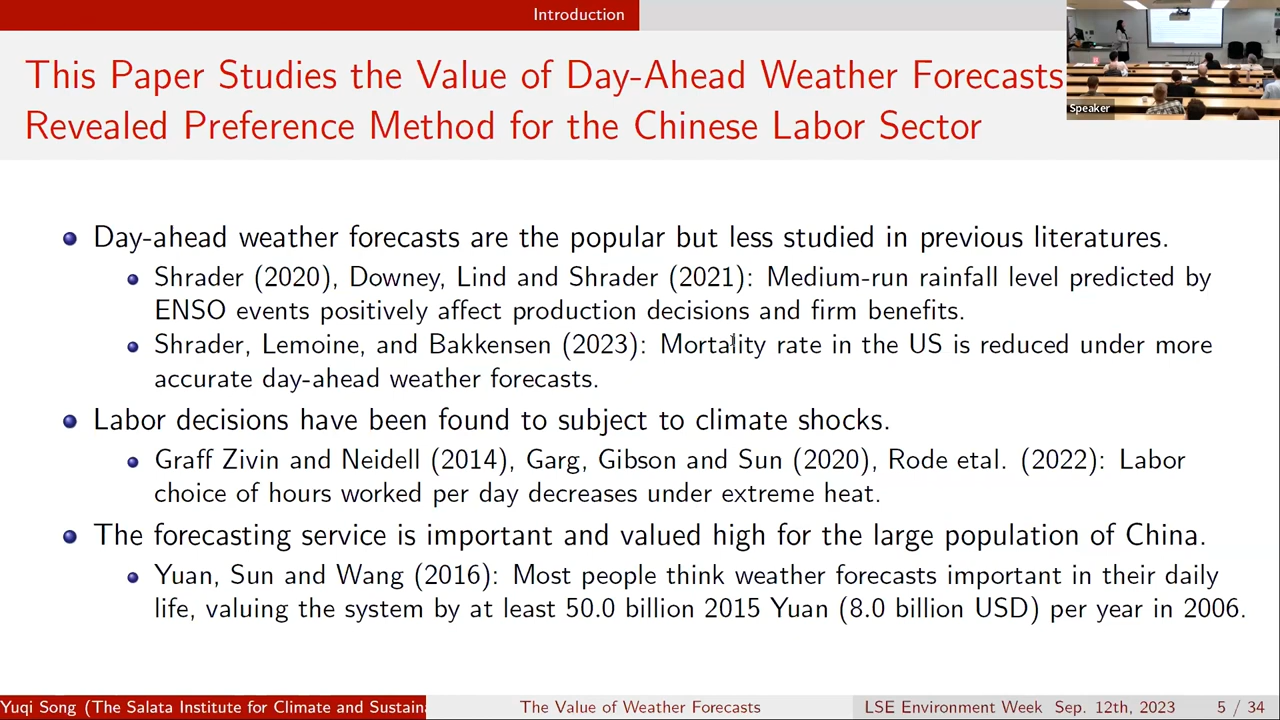 Introduction
This Paper Studies the Value of Day-Ahead Weather Forecasts
Revealed Preference Method for the Chinese Labor Sector
Speaker
Day-ahead weather forecasts are the popular but less studied in previous literatures.
Shrader (2020), Downey, Lind and Shrader (2021): Medium-run rainfall level predicted by
ENSO events positively affect production decisions and firm benefits.
Shrader, Lemoine, and Bakkensen (2023): Mortality rate in the US is reduced under more
accurate day-ahead weather forecasts.
Labor decisions have been found to subject to climate shocks.
Graff Zivin and Neidell (2014), Garg, Gibson and Sun (2020), Rode etal. (2022): Labor
choice of hours worked per day decreases under extreme heat.
The forecasting service is important and valued high for the large population of China.
Yuan, Sun and Wang (2016): Most people think weather forecasts important in their daily
life, valuing the system by at least 50.0 billion 2015 Yuan (8.0 billion USD) per year in 2006.
Yuqi Song (The Salata Institute for Climate and Sustain
The Value of Weather Forecasts
LSE Environment Week Sep. 12th, 2023 5 / 34